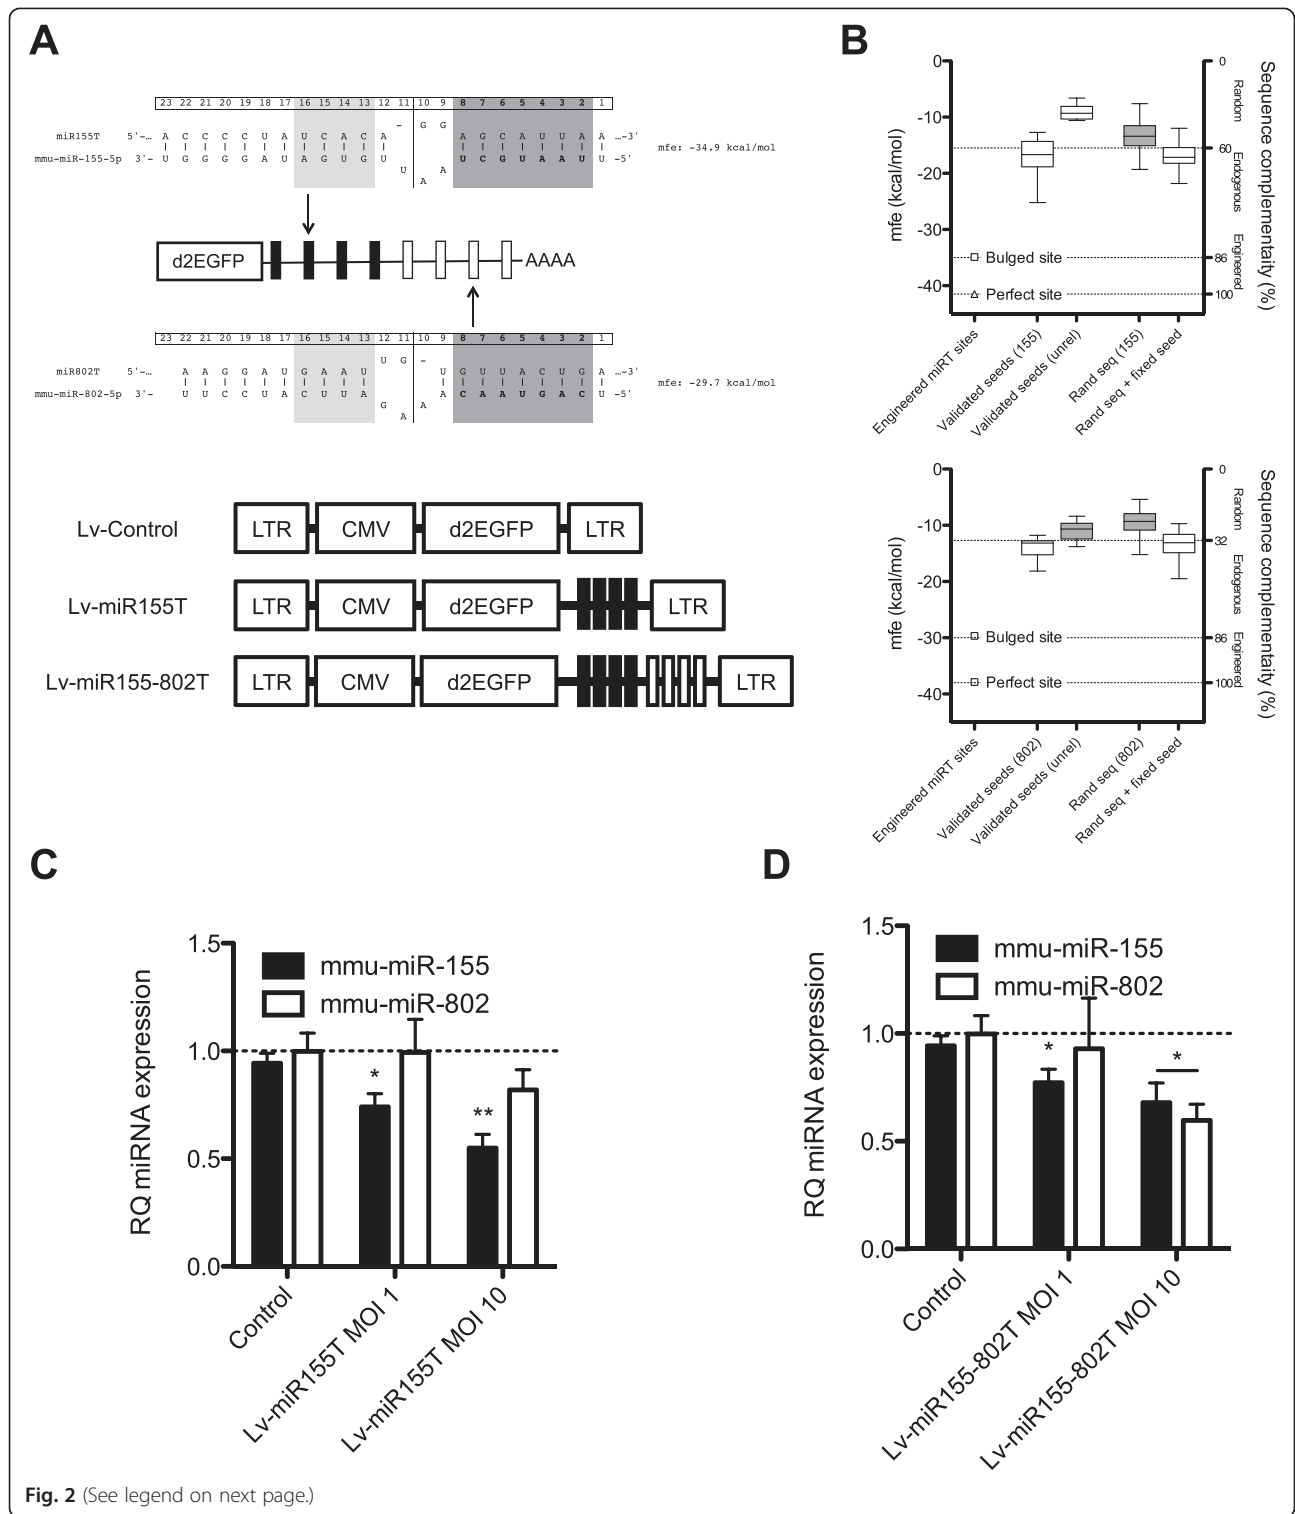 A
23 22 21 20 19 18 17 16 15 14 13 12 11 10 9 8 7 6 5 4 3 2 1
- G G
miR155T 5'-… A C C C U A U C A C A A G C A U U A A …-3'
mmu-miR-155-5p 3'- U G G G G A U A G U G U U C G U A A U U -5'
mfe: -34.9 kcal/mol
U A
A
d2EGFP AAAA
23 22 21 20 19 18 17 16 15 14 13 12 11 10 9 8 7 6 5 4 3 2 1
U G -
miR802T 5'-… A A G G A U G A A U U G U U A C U G A …-3'
mmu-miR-802-5p 3'- U U C C U A C U U A A C A A U G A C U -5'
mfe: -29.7 kcal/mol
G A
A
Lv-Control LTR CMV d2EGFP LTR
Lv-miR155T LTR CMV d2EGFP LTR
Lv-miR155-802T LTR CMV d2EGFP LTR
B
mfe (kcal/mol)
0
-10
-20
-30
-40
Bulged site
Perfect site
0
60
86
100
Random
Endogenous
Engineered
Sequence complementaity (%)
Engineered miRT sites
Validated seeds (155)
Validated seeds (unrel)
Rand seq (155)
Rand seq + fixed seed
mfe (kcal/mol)
0
-10
-20
-30
-40
Bulged site
Perfect site
0
32
86
100
Random
Endogenous
Engineered
Sequence complementaity (%)
Engineered miRT sites
Validated seeds (802)
Validated seeds (unrel)
Rand seq (802)
Rand seq + fixed seed
C
RQ miRNA expression
1.5
1.0
0.5
0.0
mmu-miR-155
mmu-miR-802
*
**
Control
Lv-miR155T MOI 1
Lv-miR155T MOI 10
D
RQ miRNA expression
1.5
1.0
0.5
0.0
mmu-miR-155
mmu-miR-802
*
*
Control
Lv-miR155-802T MOI 1
Lv-miR155-802T MOI 10
Fig. 2 (See legend on next page.)